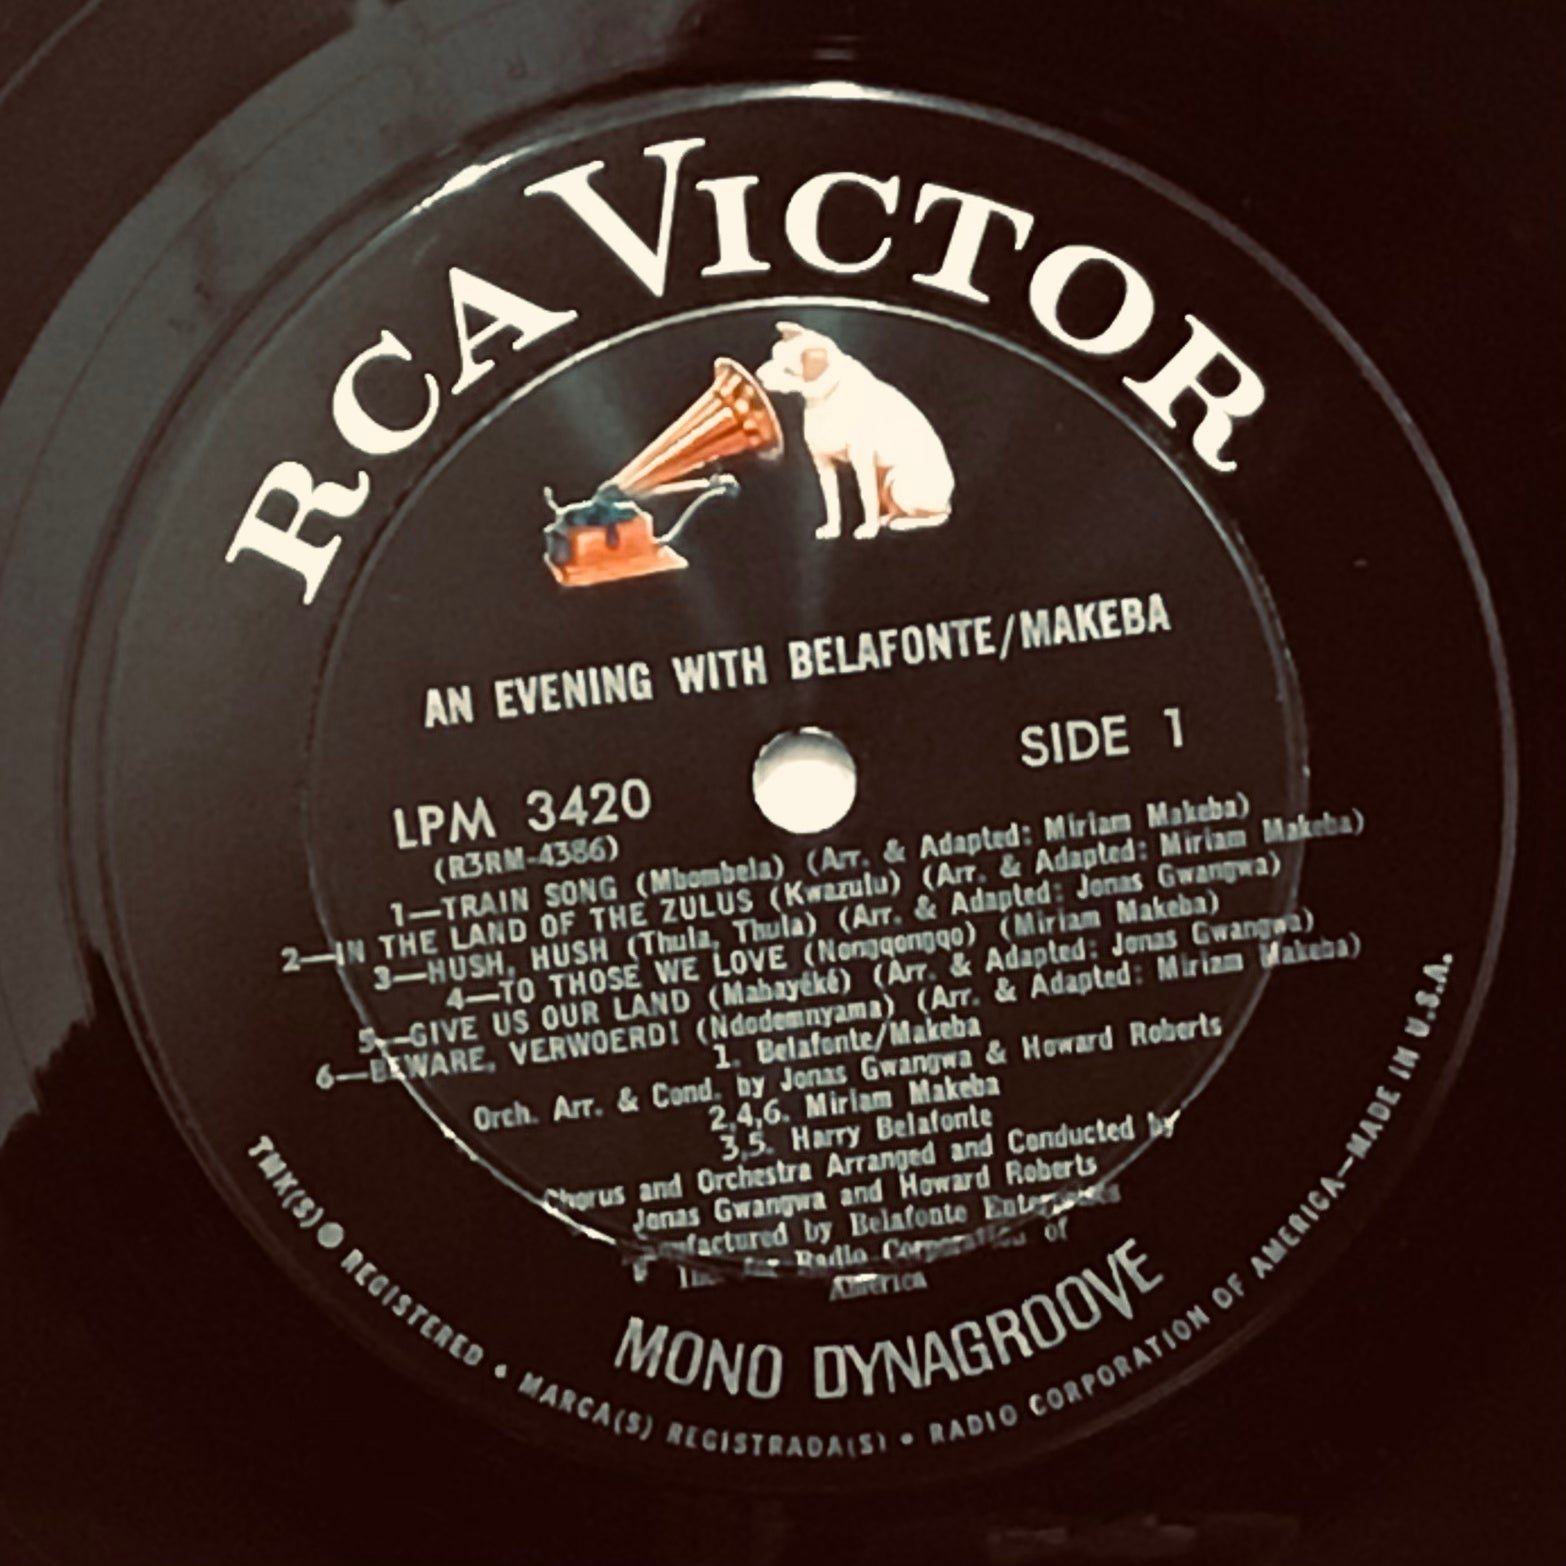 RCA VICTOR
AN EVENING WITH BELAFONTE/MAKEBA
SIDE 1
LPM 3420
(R3RM-4386)
1—TRAIN SONG (Mbombela) (Arr. & Adapted: Miriam Makeba)
2—IN THE LAND OF THE ZULUS (Kwazulu) (Arr. & Adapted: Miriam Makeba)
3—HUSH, HUSH (Thula, Thula) (Arr. & Adapted: Jonas Gwangwa)
4—TO THOSE WE LOVE (Nongqongqo) (Miriam Makeba)
5—GIVE US OUR LAND (Mabayéké) (Arr. & Adapted: Jonas Gwangwa)
6—BEWARE, VERWOERD! (Ndodemnyama) (Arr. & Adapted: Miriam Makeba)
1. Belafonte/Makeba
Orch. Arr. & Cond. by Jonas Gwangwa & Howard Roberts
2,4,6. Miriam Makeba
3,5. Harry Belafonte
Chorus and Orchestra Arranged and Conducted by
Jonas Gwangwa and Howard Roberts
Manufactured by Belafonte Enterprises
for Radio Corporation of
America
MONO DYNAGROOVE
TMK(S) ● REGISTERED • MARCA(S) REGISTRADA(S) • RADIO CORPORATION OF AMERICA—MADE IN U.S.A.